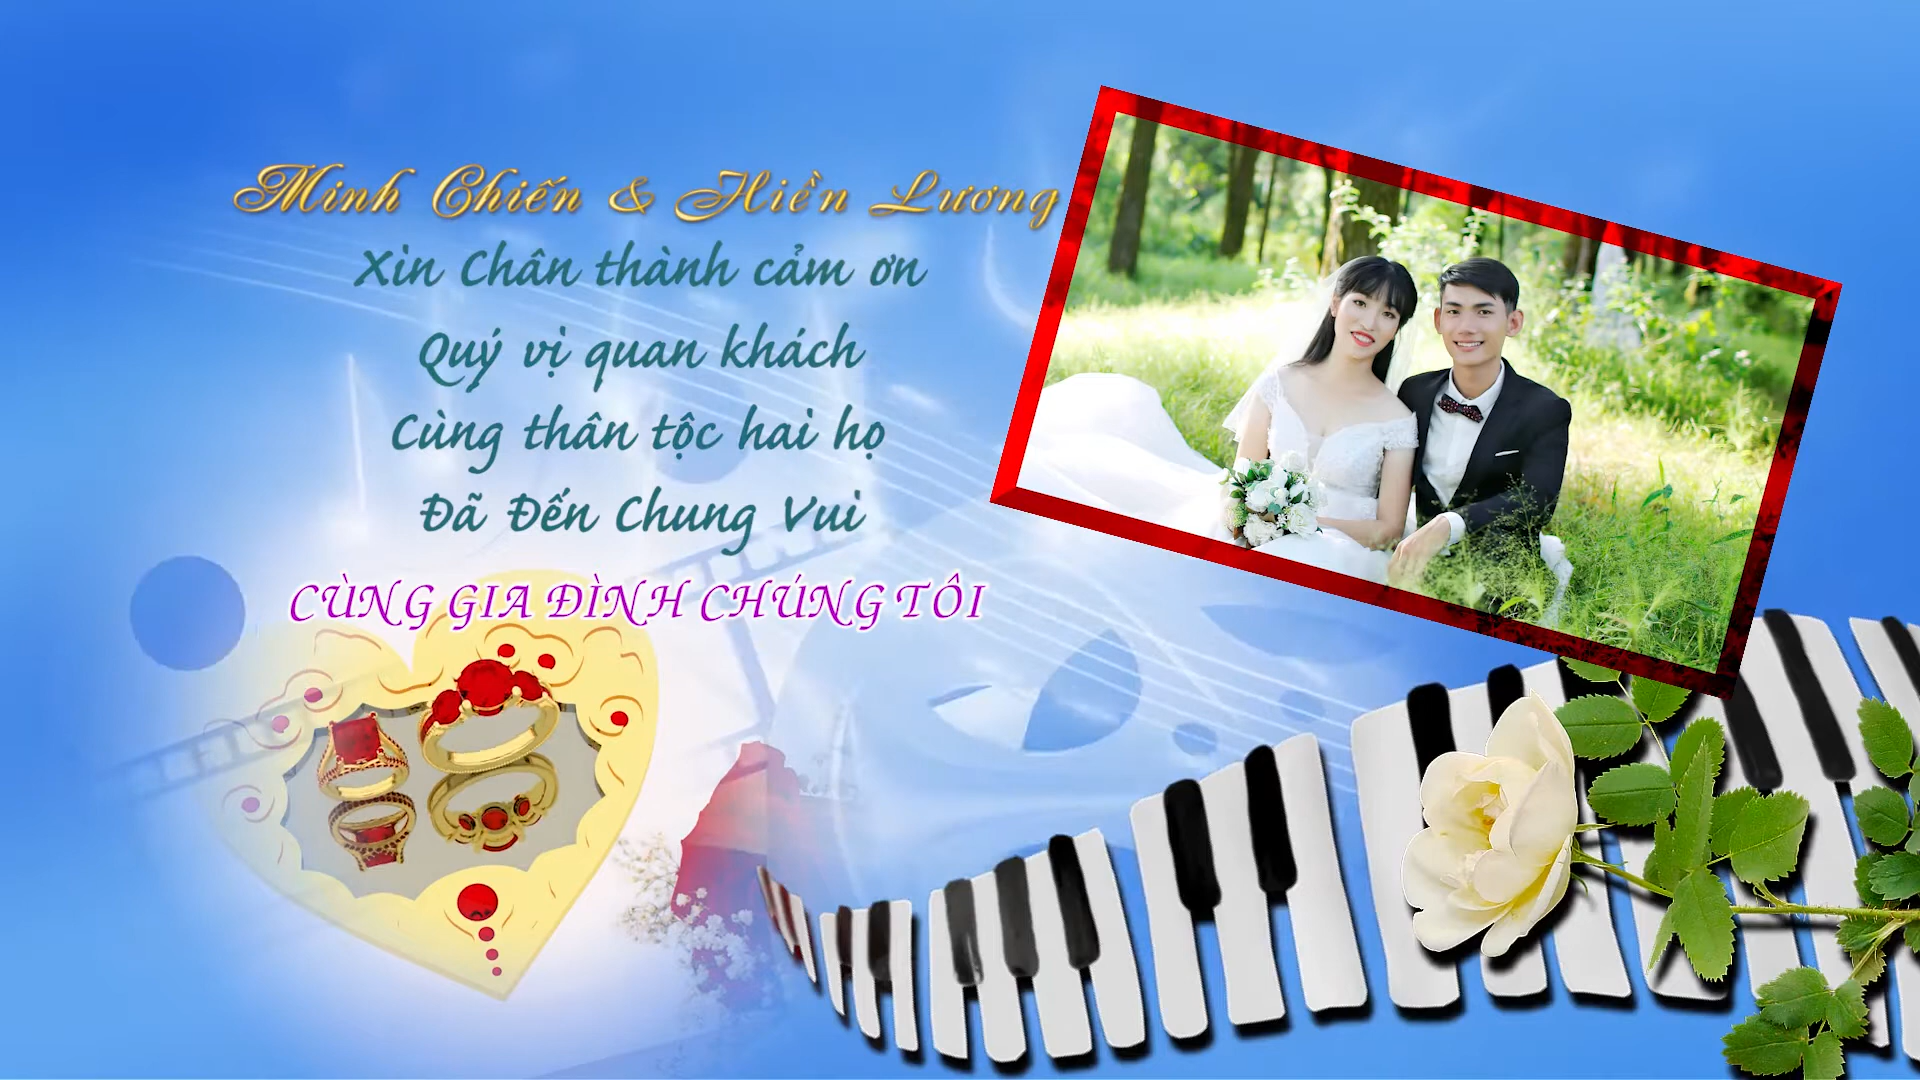 Minh Chiến & Hiền Lương
Xin Chân thành cảm ơn
Quý vị quan khách
Cùng thân tộc hai họ
Đã Đến Chung Vui
CÙNG GIA ĐÌNH CHÚNG TÔI